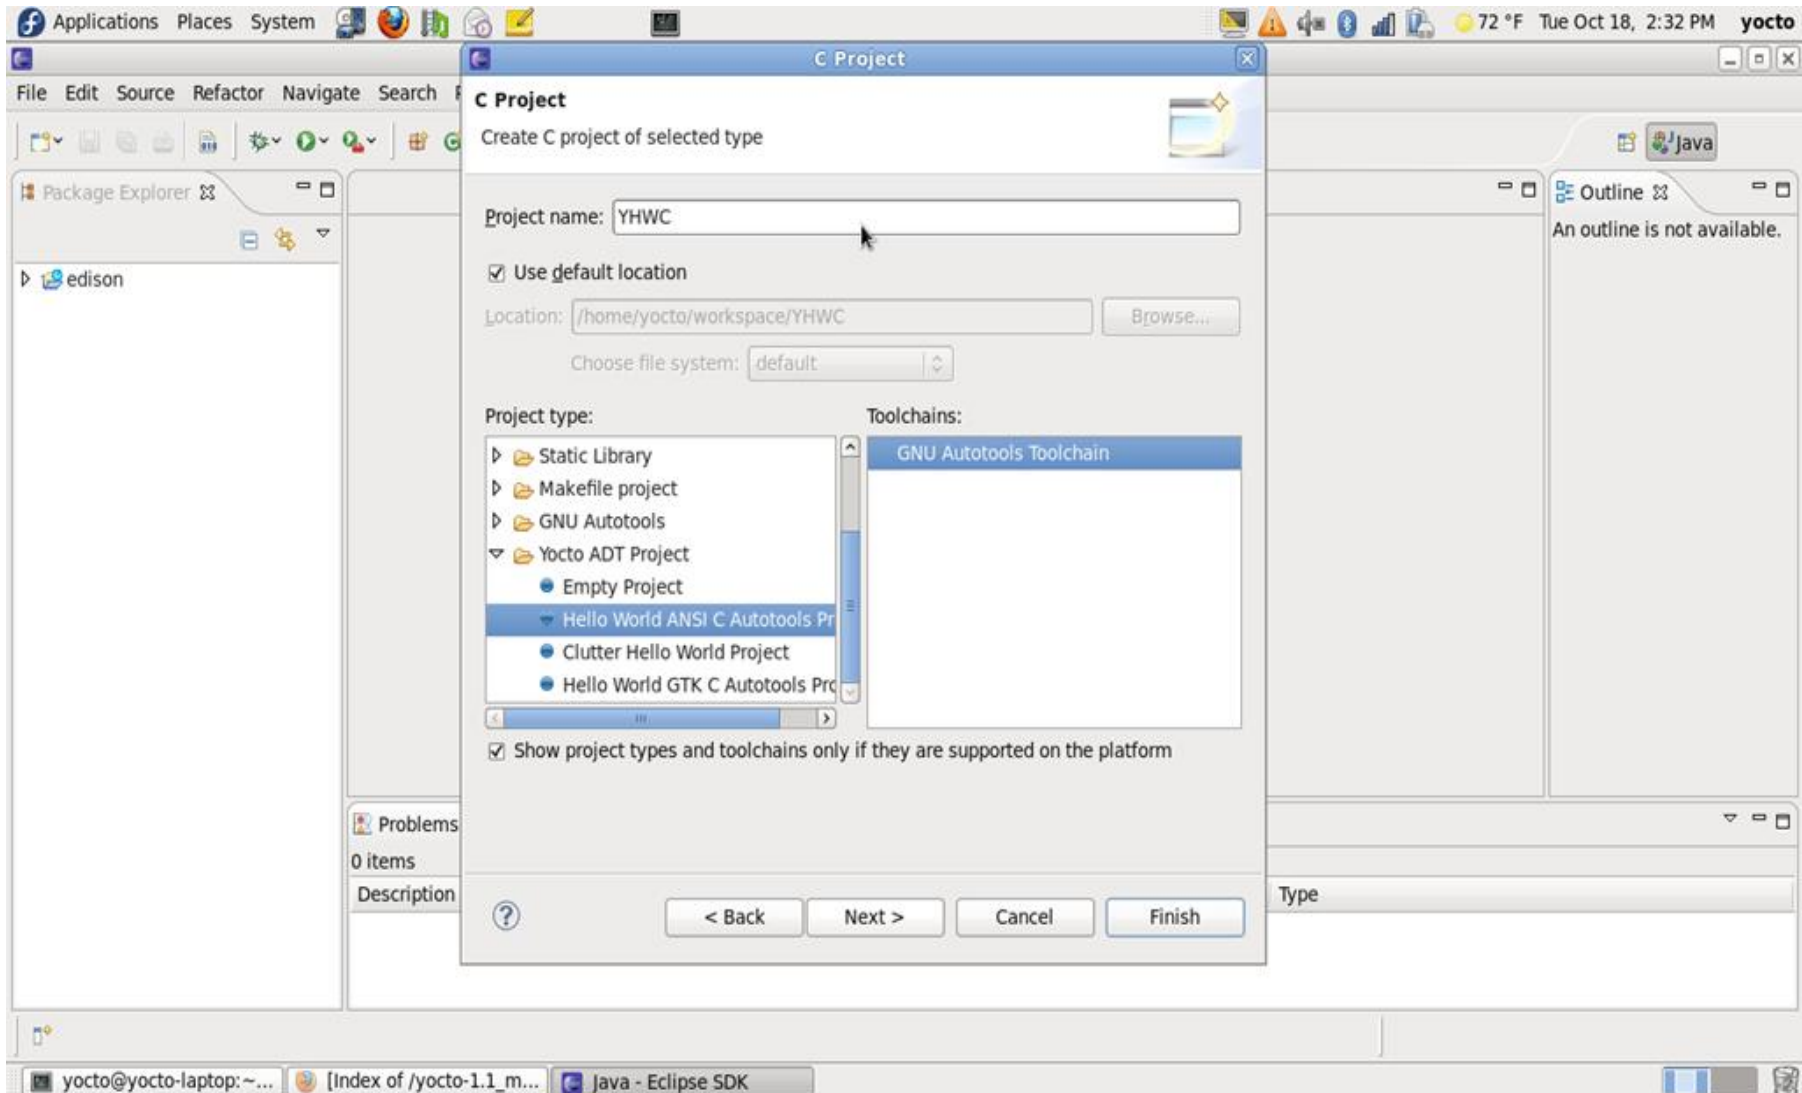 Applications Places System 72 °F Tue Oct 18, 2:32 PM yocto
C Project
File Edit Source Refactor Navigate Search
C Project
Create C project of selected type
Java
Package Explorer
Outline
Project name: YHWC
An outline is not available.
Use default location
edison
Location: /home/yocto/workspace/YHWC Browse...
Choose file system: default
Project type: Toolchains:
Static Library
GNU Autotools Toolchain
Makefile project
GNU Autotools
Yocto ADT Project
Empty Project
Hello World ANSI C Autotools Pr
Clutter Hello World Project
Hello World GTK C Autotools Pro
Show project types and toolchains only if they are supported on the platform
Problems
0 items
Description Type
< Back Next > Cancel Finish
yocto@yocto-laptop:~... [Index of /yocto-1.1_m... Java - Eclipse SDK